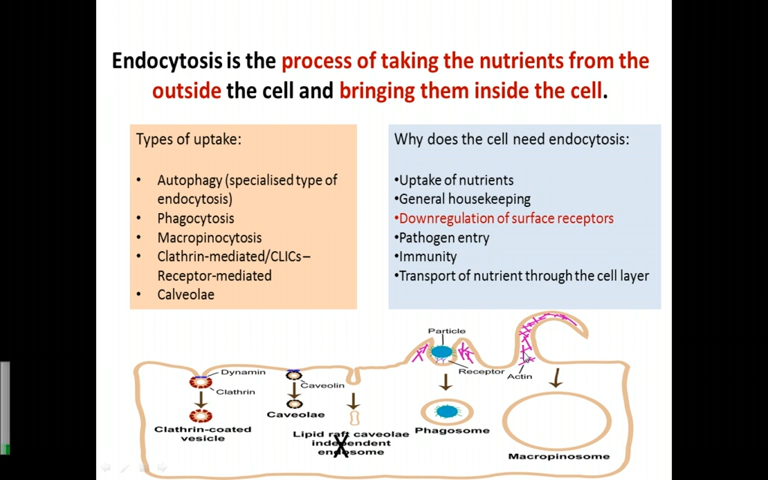 Endocytosis is the process of taking the nutrients from the
outside the cell and bringing them inside the cell.
Types of uptake:
• Autophagy (specialised type of
endocytosis)
• Phagocytosis
• Macropinocytosis
• Clathrin-mediated/CLICs –
Receptor-mediated
• Calveolae
Why does the cell need endocytosis:
•Uptake of nutrients
•General housekeeping
•Downregulation of surface receptors
•Pathogen entry
•Immunity
•Transport of nutrient through the cell layer
Dynamin
Clathrin
Clathrin-coated
vesicle
Caveolin
Caveolae
Lipid raft caveolae
independent
endosome
Particle
Receptor
Phagosome
Actin
Macropinosome